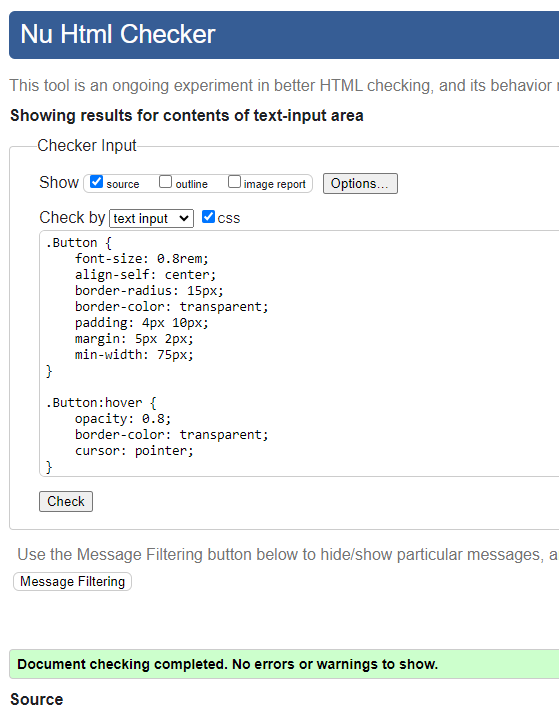 Nu Html Checker
This tool is an ongoing experiment in better HTML checking, and its behavior
Showing results for contents of text-input area
Checker Input
Show source outline image report Options...
Check by text input css
.Button {
    font-size: 0.8rem;
    align-self: center;
    border-radius: 15px;
    border-color: transparent;
    padding: 4px 10px;
    margin: 5px 2px;
    min-width: 75px;
}
.Button:hover {
    opacity: 0.8;
    border-color: transparent;
    cursor: pointer;
}
Check
Use the Message Filtering button below to hide/show particular messages, a
Message Filtering
Document checking completed. No errors or warnings to show.
Source